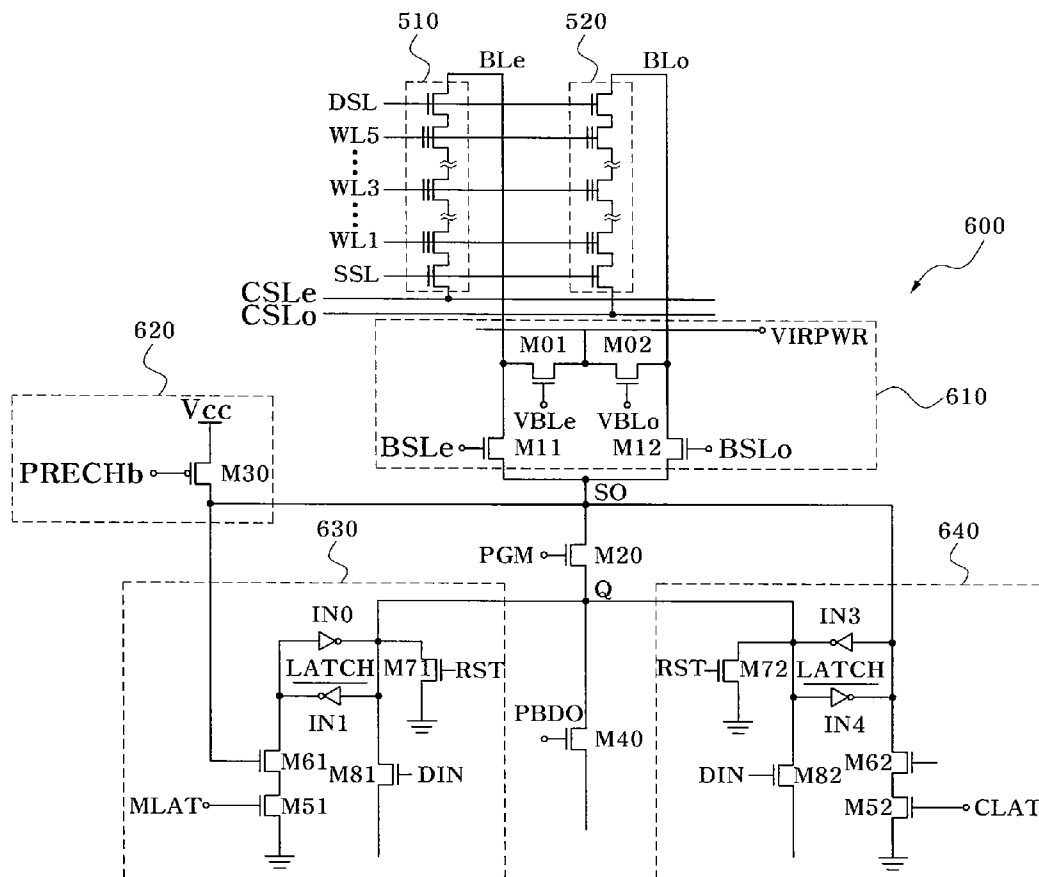 510
520
BLe
BLo
DSL
WL5
WL3
WL1
SSL
600
CSLe
CSLo
620
M01
M02
VIRPWR
Vcc
VBLe
VBLo
610
BSLe
M11
M12
BSLo
PRECHb
M30
SO
630
640
PGM
M20
Q
IN0
IN3
LATCH
M71
RST
RST
M72
LATCH
IN1
IN4
PBDO
M40
M61
M81
DIN
DIN
M82
M62
MLAT
M51
M52
CLAT